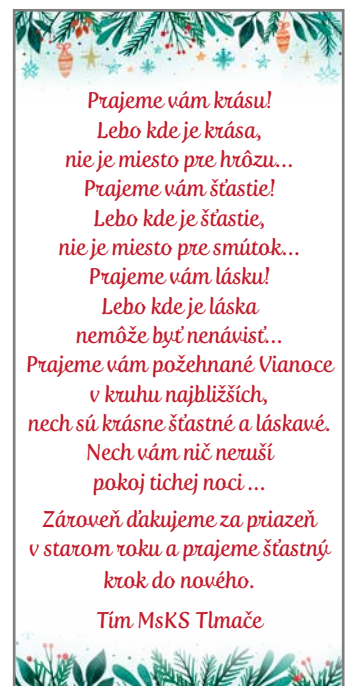 Prajeme vám krásu!
Lebo kde je krása,
nie je miesto pre hrôzu...
Prajeme vám šťastie!
Lebo kde je šťastie,
nie je miesto pre smútok...
Prajeme vám lásku!
Lebo kde je láska
nemôže byť nenávisť...
Prajeme vám požehnané Vianoce
v kruhu najbližších,
nech sú krásne šťastné a láskavé.
Nech vám nič neruší
pokoj tichej noci ...
Zároveň ďakujeme za priazeň
v starom roku a prajeme šťastný
krok do nového.
Tím MsKS Tlmače